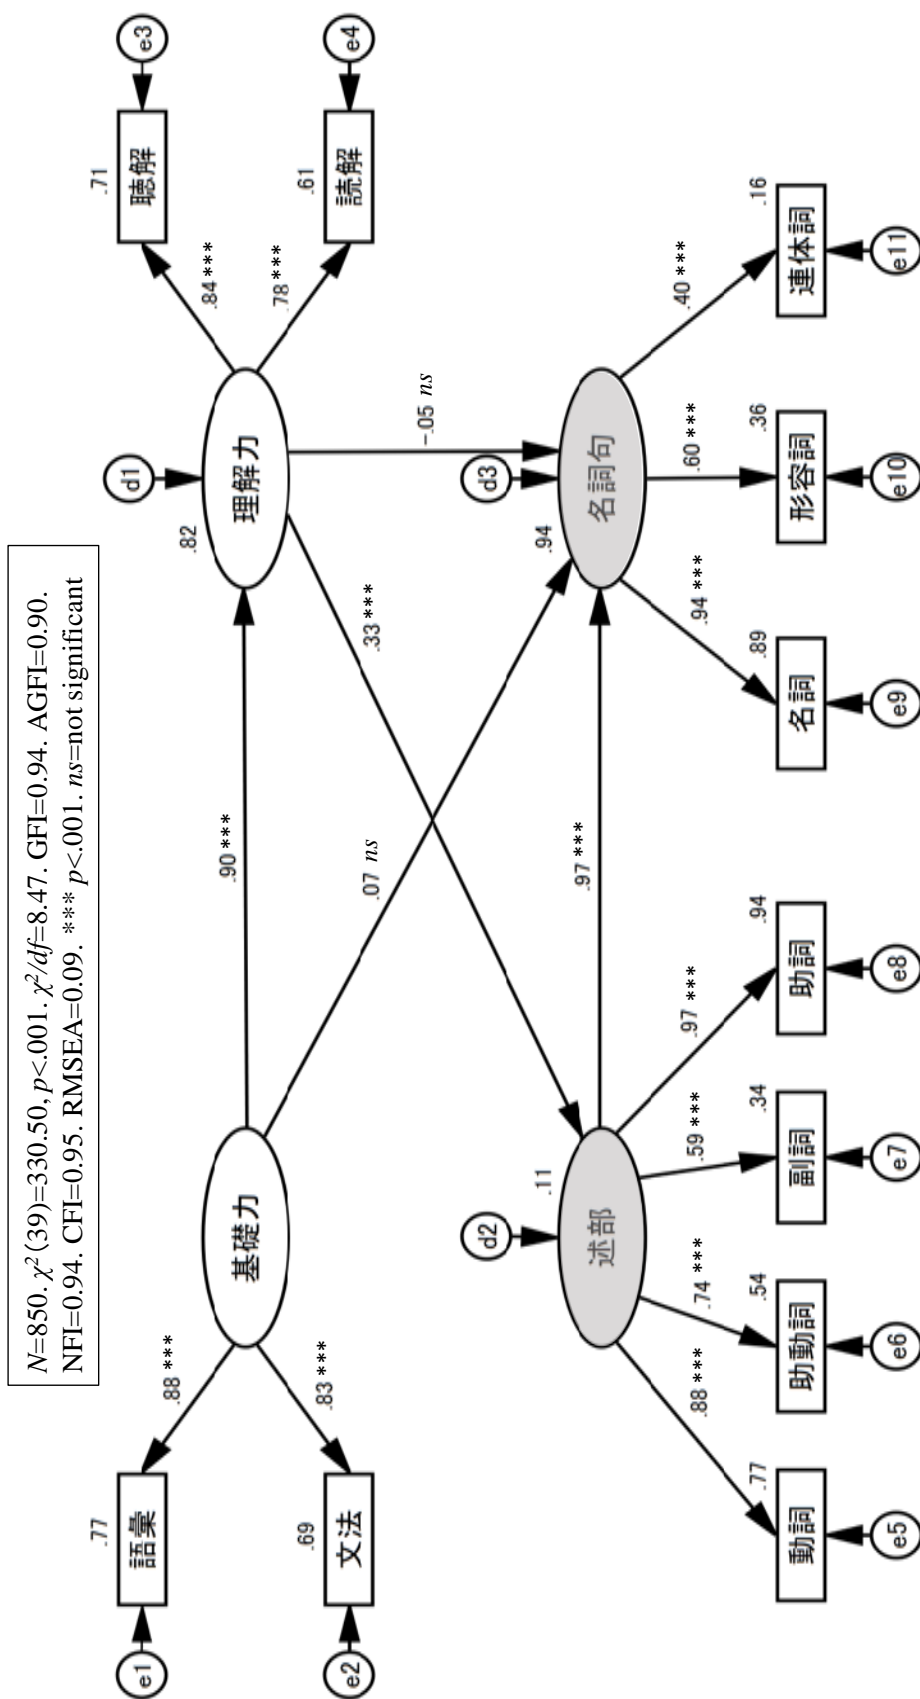 N=850. χ²(39)=330.50, p<.001. χ²/df=8.47. GFI=0.94. AGFI=0.90.
NFI=0.94. CFI=0.95. RMSEA=0.09. *** p<.001. ns=not significant
e1
.77
語彙
.88 ***
e2
.69
文法
.83 ***
基礎力
.90 ***
d1
.82
理解力
.84 ***
.71
聴解
e3
.78 ***
.61
読解
e4
.07 ns
.33 ***
-.05 ns
d2
.11
述部
.97 ***
d3
.94
名詞句
.88 ***
.74 ***
.59 ***
.97 ***
.94 ***
.60 ***
.40 ***
.77
動詞
e5
.54
助動詞
e6
.34
副詞
e7
.94
助詞
e8
.89
名詞
e9
.36
形容詞
e10
.16
連体詞
e11